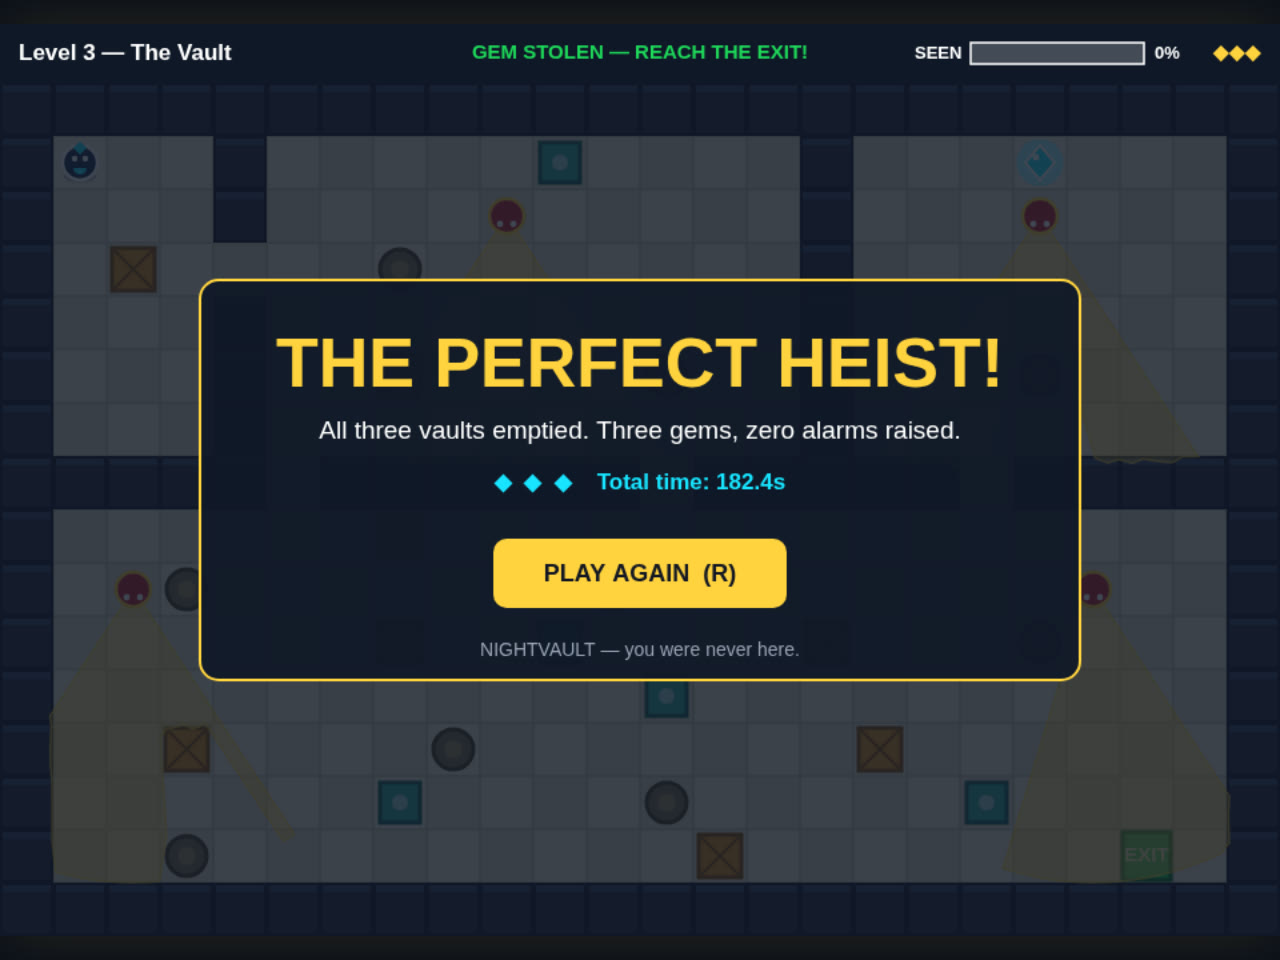 Level 3 — The Vault
GEM STOLEN — REACH THE EXIT!
SEEN 0%
THE PERFECT HEIST!
All three vaults emptied. Three gems, zero alarms raised.
Total time: 182.4s
PLAY AGAIN (R)
NIGHTVAULT — you were never here.
EXIT